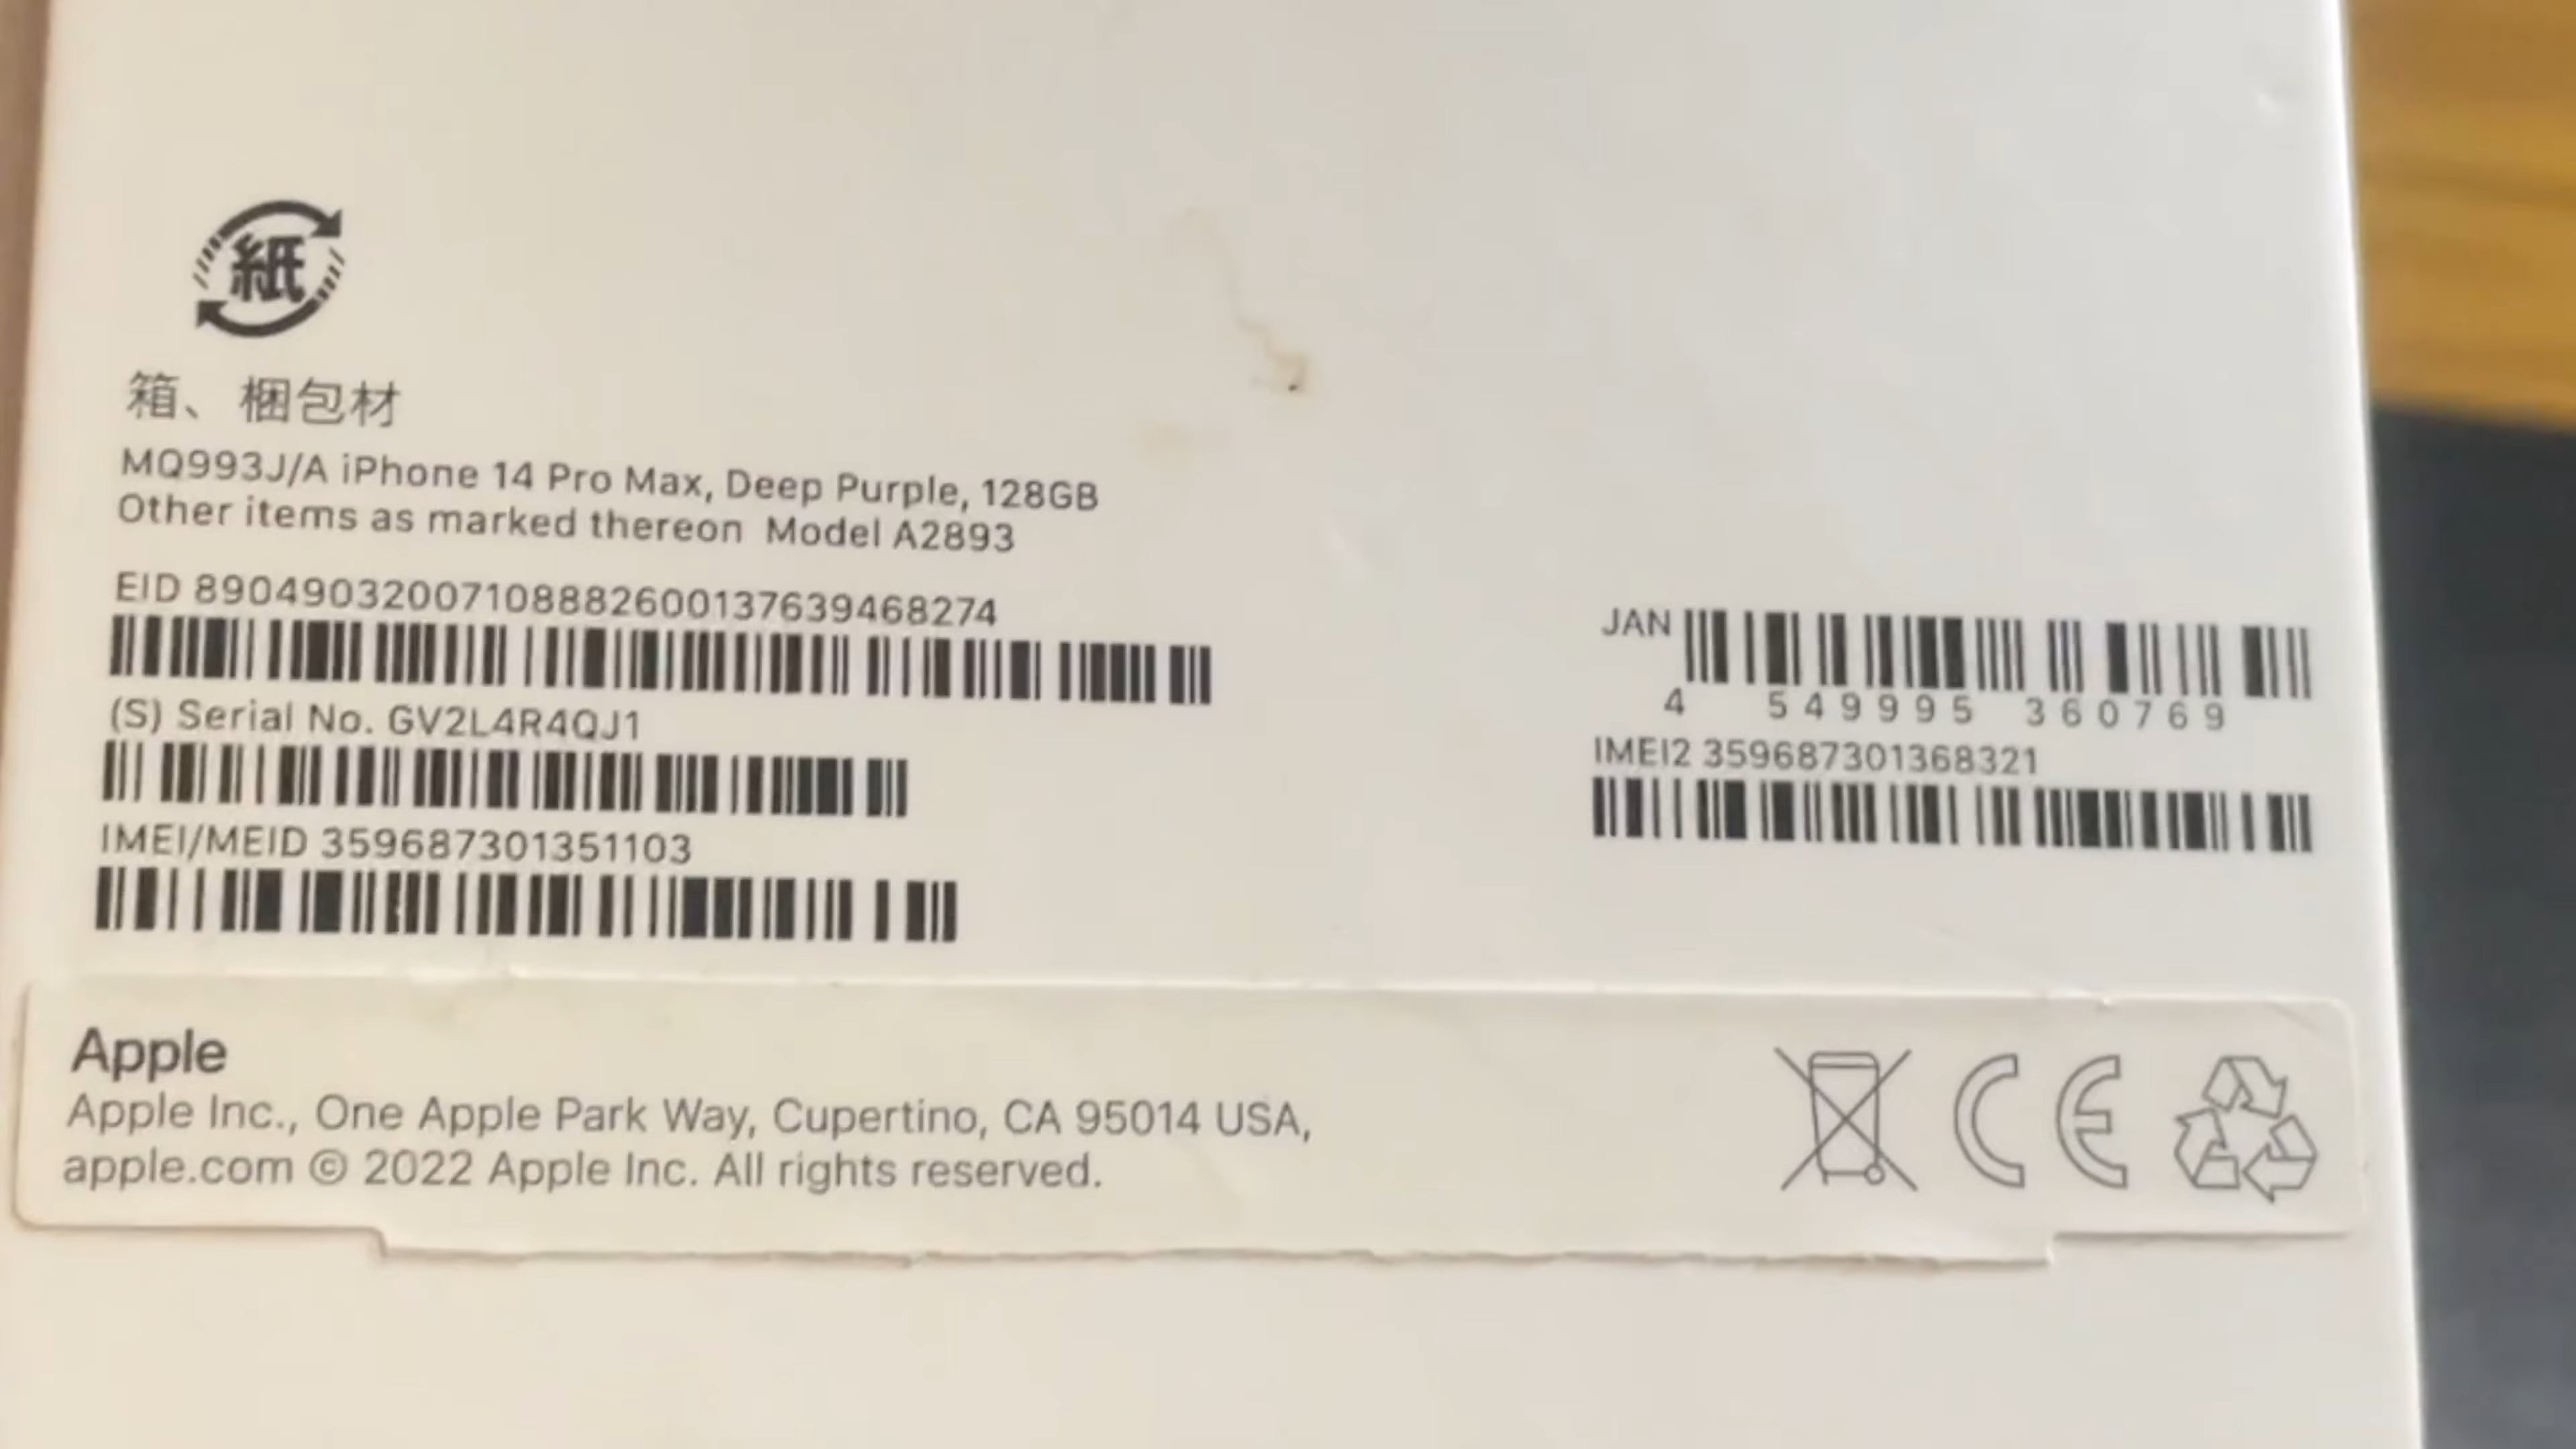 紙
箱、梱包材
MQ993J/A iPhone 14 Pro Max, Deep Purple, 128GB
Other items as marked thereon Model A2893
EID 89049032007108882600137639468274
(S) Serial No. GV2L4R4QJ1
IMEI/MEID 359687301351103
JAN
4 549995 360769
IMEI2 359687301368321
Apple
Apple Inc., One Apple Park Way, Cupertino, CA 95014 USA,
apple.com © 2022 Apple Inc. All rights reserved.
CE